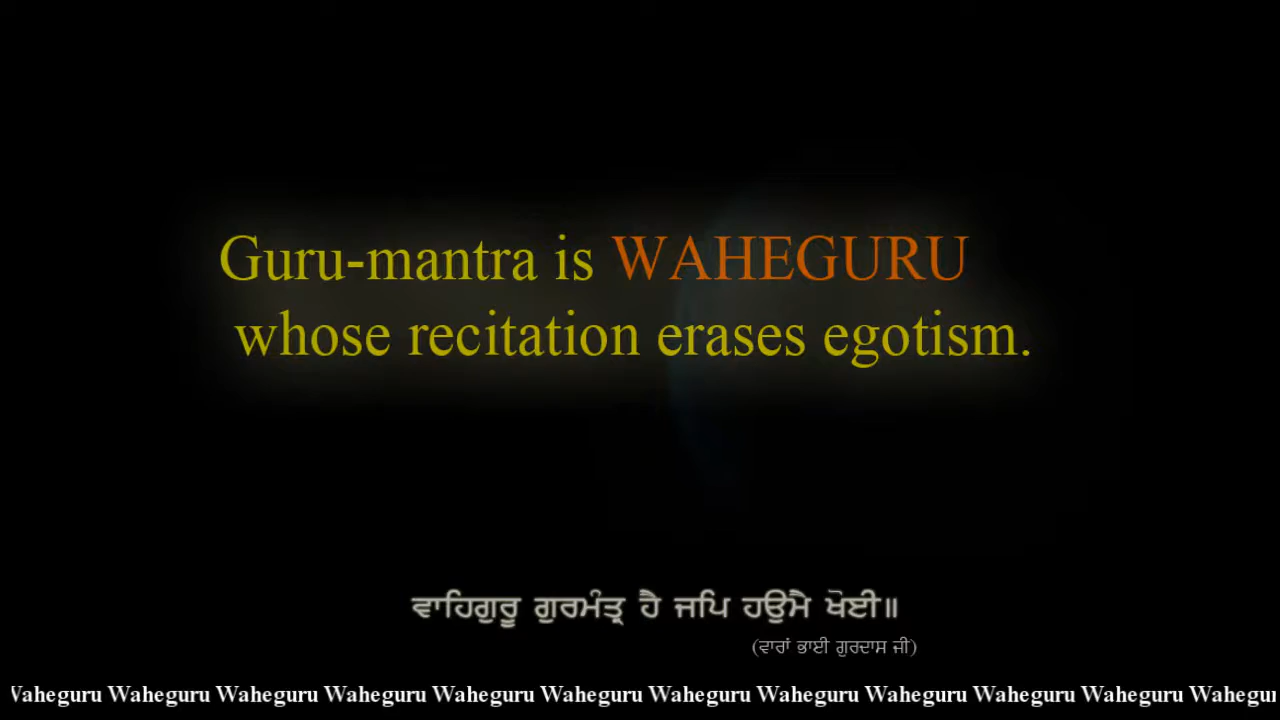 Guru-mantra is WAHEGURU
whose recitation erases egotism.
ਵਾਹਿਗੁਰੂ ਗੁਰਮੰਤ੍ਰ ਹੈ ਜਪਿ ਹਉਮੈ ਖੋਈ॥
(ਵਾਰਾਂ ਭਾਈ ਗੁਰਦਾਸ ਜੀ)
Waheguru Waheguru Waheguru Waheguru Waheguru Waheguru Waheguru Waheguru Waheguru Waheguru Waheguru Wahegur